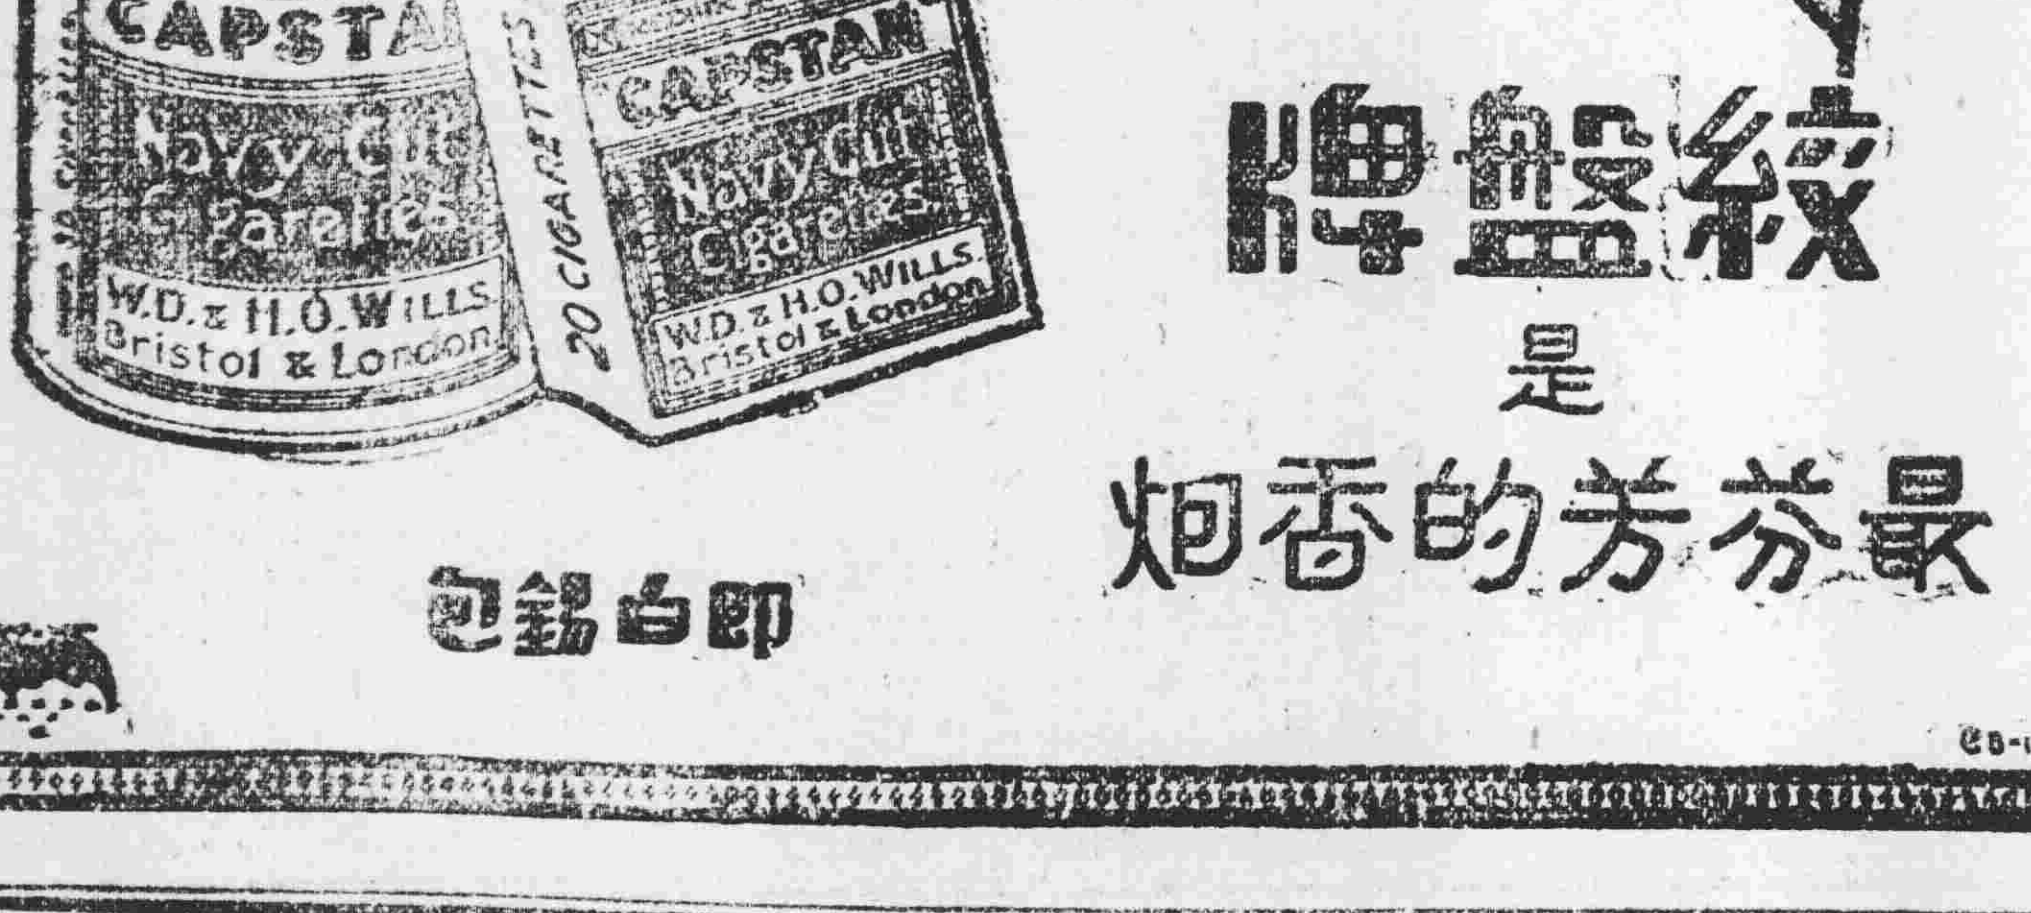 CAPSTAN
Navy Cut
Cigarettes
W.D. & H.O. WILLS
Bristol & London
20 CIGARETTES
CAPSTAN
Navy Cut
Cigarettes
W.D. & H.O. WILLS.
Bristol & London
絞盤牌
是
最芬芳的香炮
即白錫包